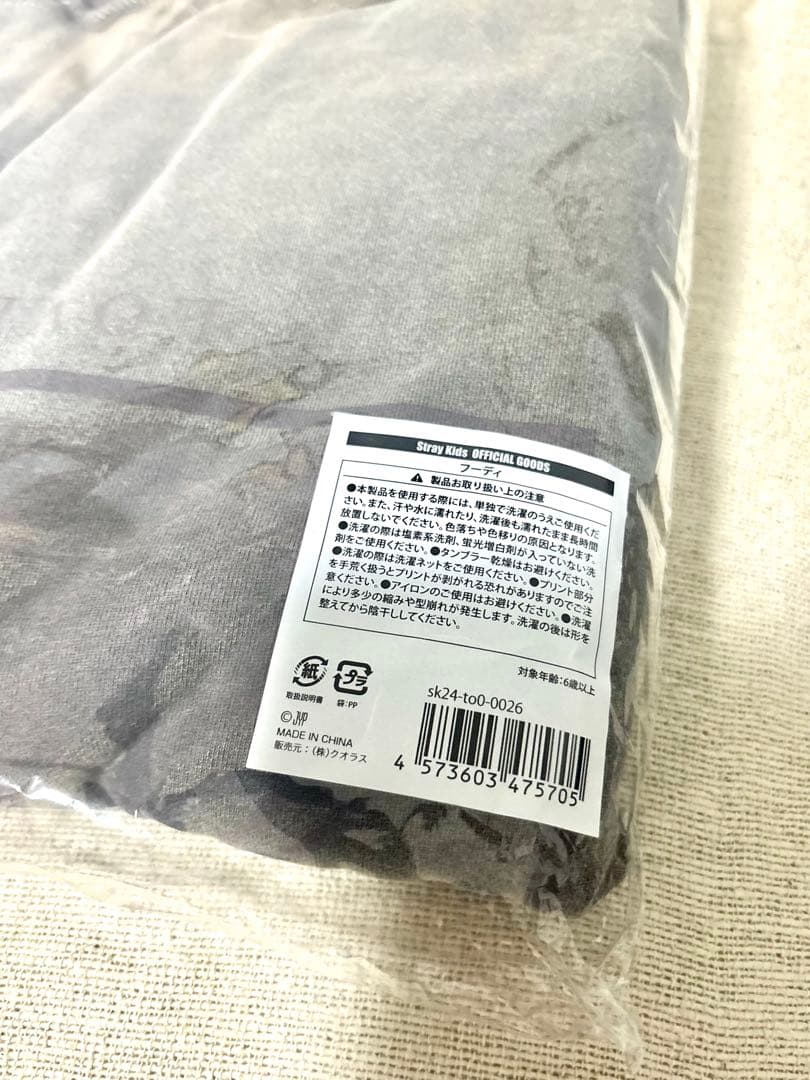 Stray Kids OFFICIAL GOODS
フーディ
⚠ 製品お取り扱い上の注意
●本製品を使用する際には、単独で洗濯のうえご使用くだ
さい。また、汗や水に濡れたり、洗濯後も濡れたまま長時間
放置しないでください。色落ちや色移りの原因となります。
●洗濯の際は塩素系洗剤、蛍光増白剤が入っていない洗
剤をご使用ください。●タンブラー乾燥はお避けください。
●洗濯の際は洗濯ネットをご使用ください。●プリント部分
を手荒く扱うとプリントが剥がれる恐れがありますのでご注
意ください。●アイロンのご使用はお避けください。●洗濯
により多少の縮みや型崩れが発生します。洗濯の後は形を
整えてから陰干ししてください。
対象年齢:6歳以上
紙
プラ
取扱説明書
袋:PP
sk24-to0-0026
©JYP
MADE IN CHINA
販売元:(株)クオラス
4 573603 475705